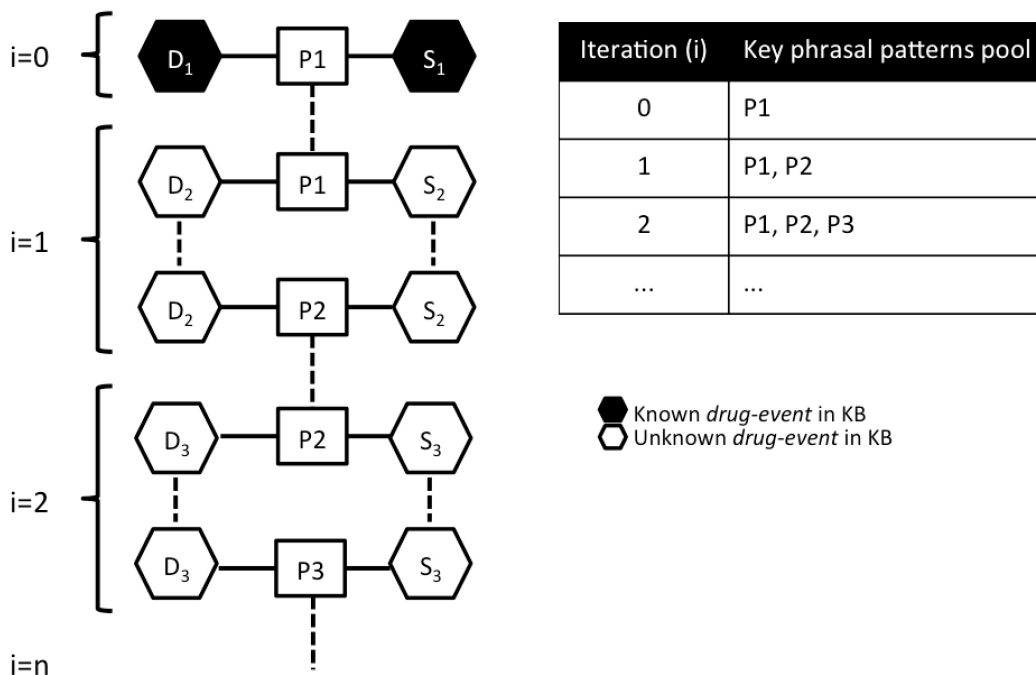 i=0
D₁ P1 S₁
D₂ P1 S₂
i=1
D₂ P2 S₂
D₃ P2 S₃
i=2
D₃ P3 S₃
i=n
Iteration (i) Key phrasal patterns pool
0 P1
1 P1, P2
2 P1, P2, P3
... ...
Known drug-event in KB
Unknown drug-event in KB